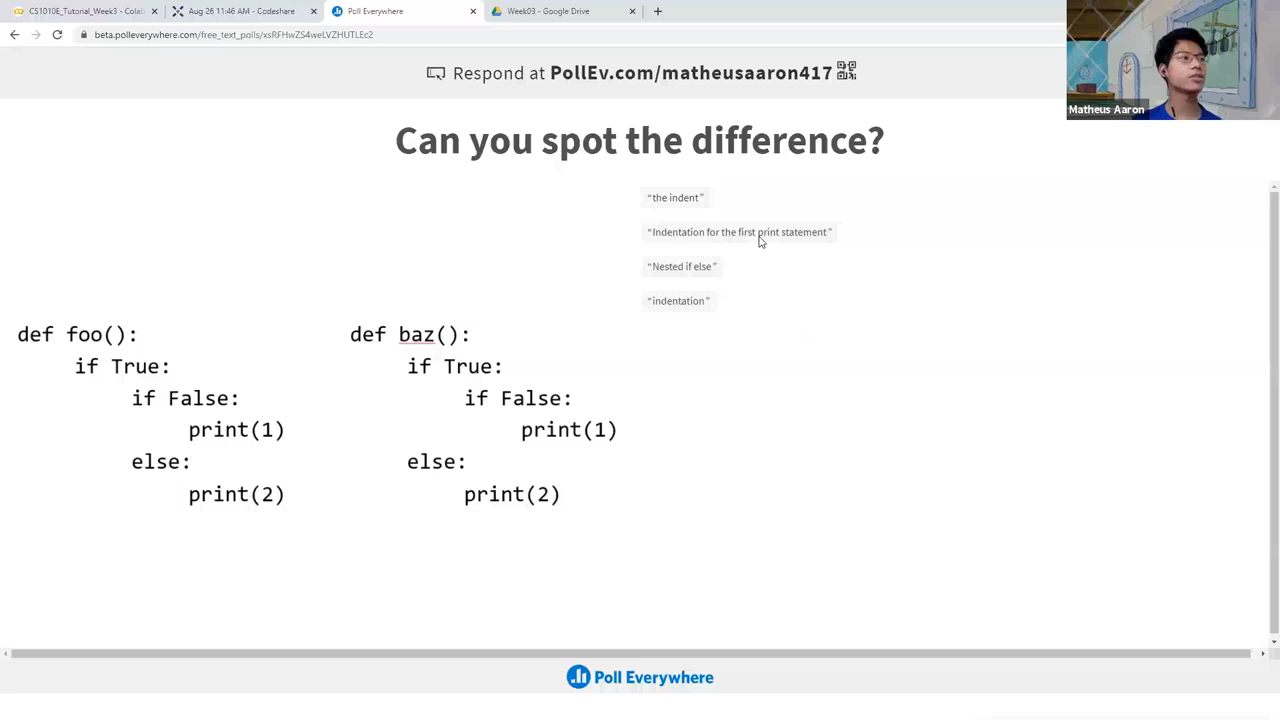 CS1010E_Tutorial_Week3 - Colab
Aug 26 11:46 AM - Codeshare
Poll Everywhere
Week03 - Google Drive
beta.polleverywhere.com/free_text_polls/xsRFHwZS4weLVZHUTLEc2
Respond at PollEv.com/matheusaaron417
Matheus Aaron
Can you spot the difference?
“the indent”
“Indentation for the first print statement”
“Nested if else”
“indentation”
def foo():
if True:
if False:
print(1)
else:
print(2)
def baz():
if True:
if False:
print(1)
else:
print(2)
Poll Everywhere